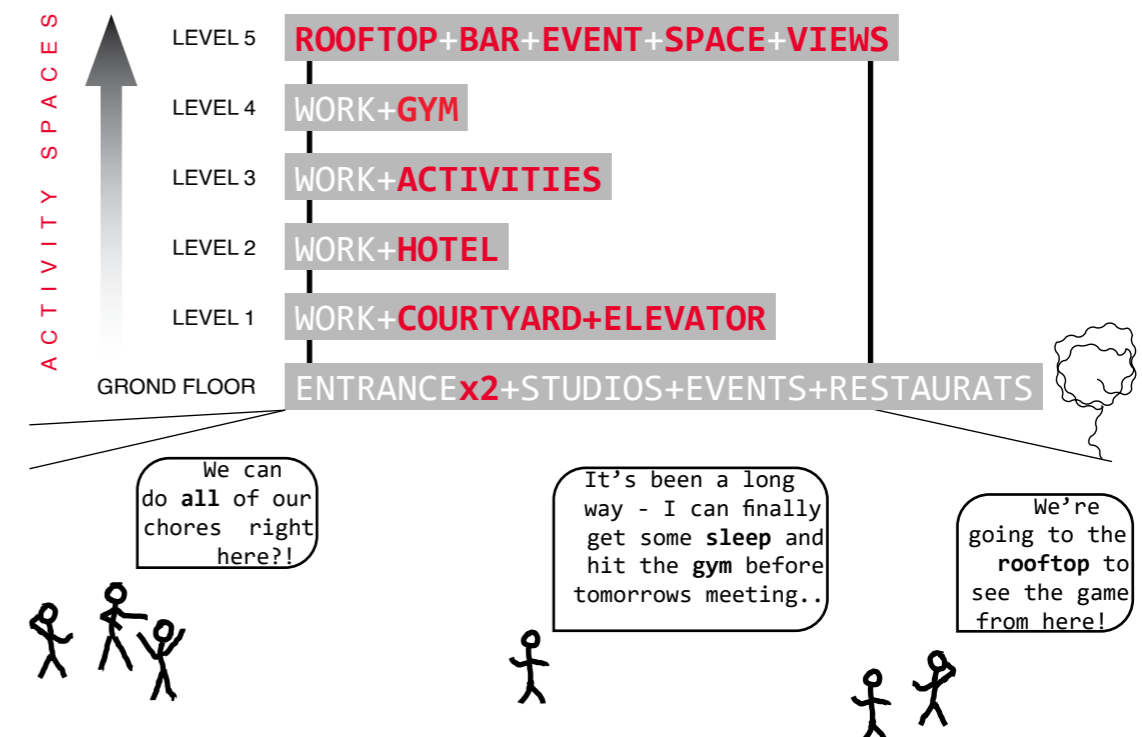 ACTIVITY SPACES
LEVEL 5
ROOFTOP+BAR+EVENT+SPACE+VIEWS
LEVEL 4
WORK+GYM
LEVEL 3
WORK+ACTIVITIES
LEVEL 2
WORK+HOTEL
LEVEL 1
WORK+COURTYARD+ELEVATOR
GROND FLOOR
ENTRANCEx2+STUDIOS+EVENTS+RESTAURATS
We can
do all of our
chores right
here?!
It’s been a long
way - I can finally
get some sleep and
hit the gym before
tomorrows meeting..
We’re
going to the
rooftop to
see the game
from here!